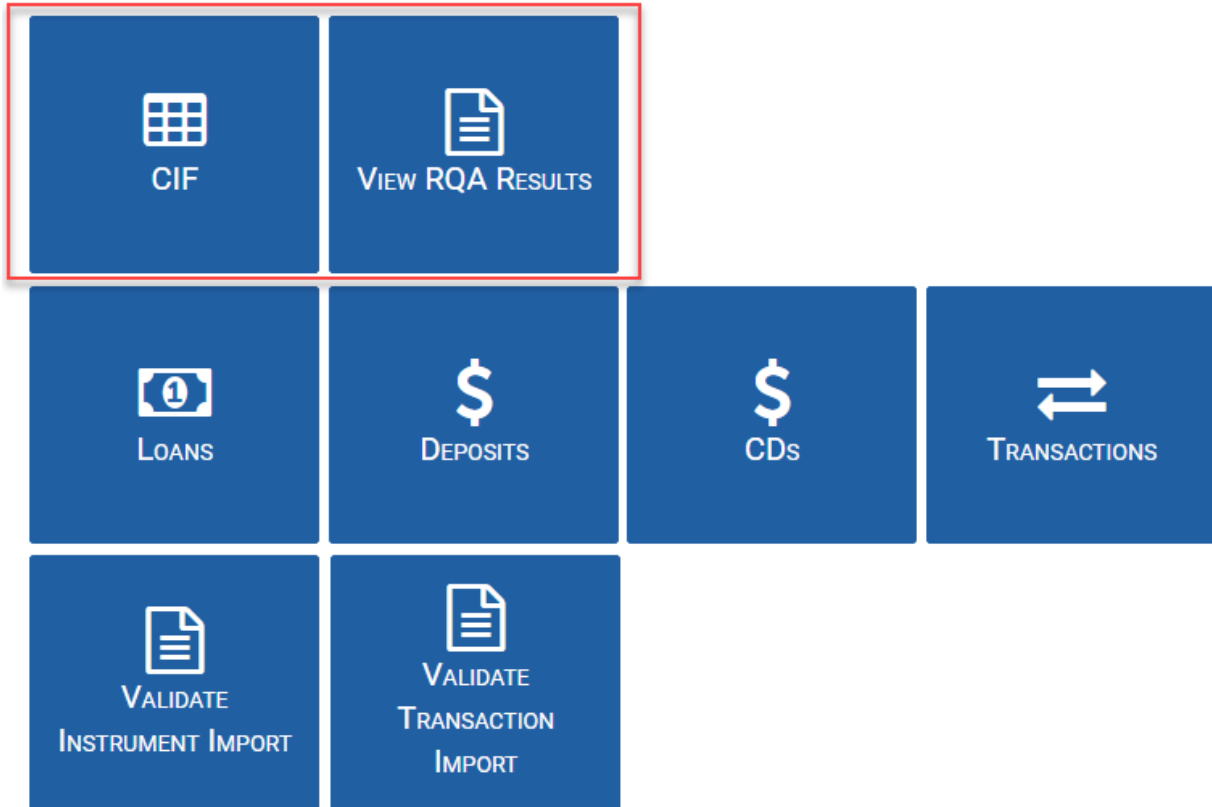 CIF
View RQA Results
Loans
Deposits
CDs
Transactions
Validate
Instrument Import
Validate
Transaction
Import